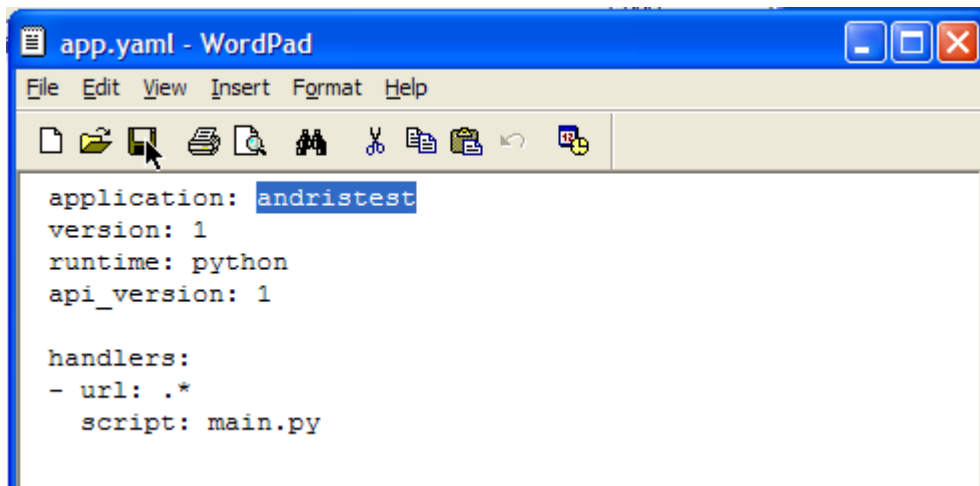 app.yaml - WordPad
File Edit View Insert Format Help
application: andristest
version: 1
runtime: python
api_version: 1
handlers:
- url: .*
script: main.py